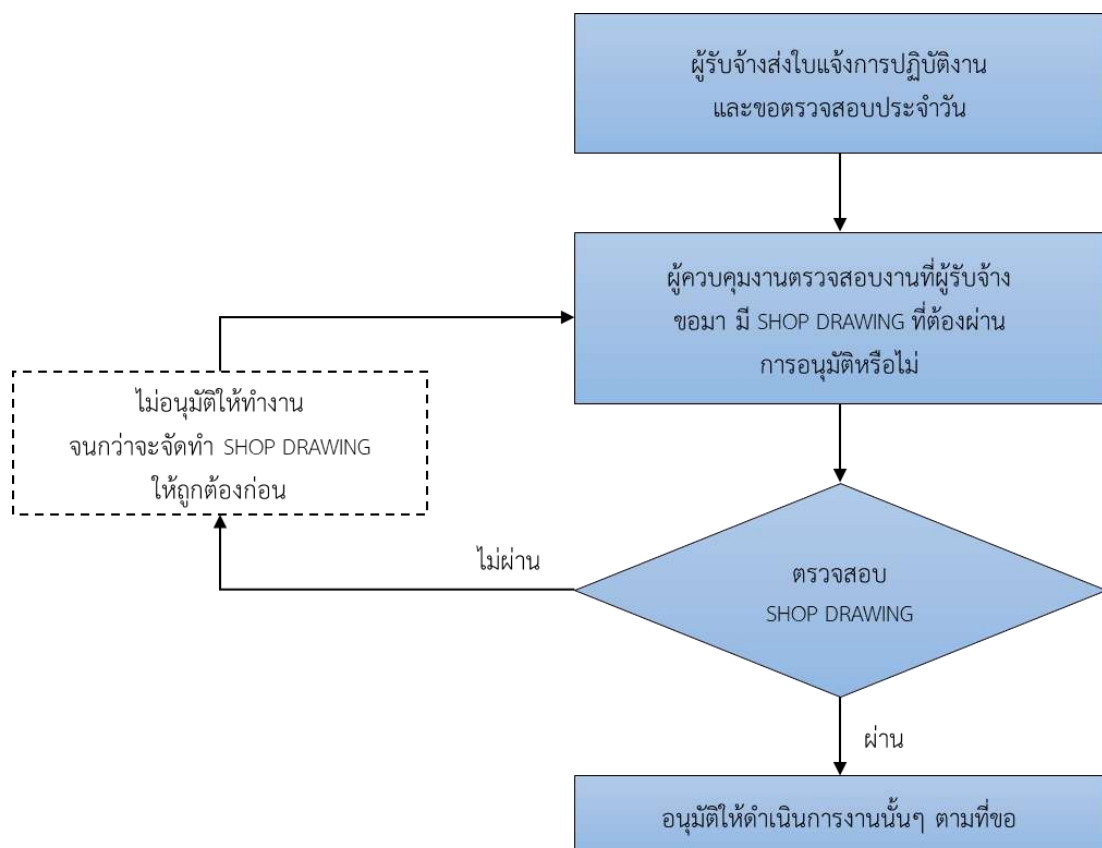 ผู้รับจ้างส่งใบแจ้งการปฏิบัติงาน
และขอตรวจสอบประจำวัน
ผู้ควบคุมงานตรวจสอบงานที่ผู้รับจ้าง
ขอมา มี SHOP DRAWING ที่ต้องผ่าน
การอนุมัติหรือไม่
ไม่อนุมัติให้ทำงาน
จนกว่าจะจัดทำ SHOP DRAWING
ให้ถูกต้องก่อน
ไม่ผ่าน
ตรวจสอบ
SHOP DRAWING
ผ่าน
อนุมัติให้ดำเนินการงานนั้นๆ ตามที่ขอ